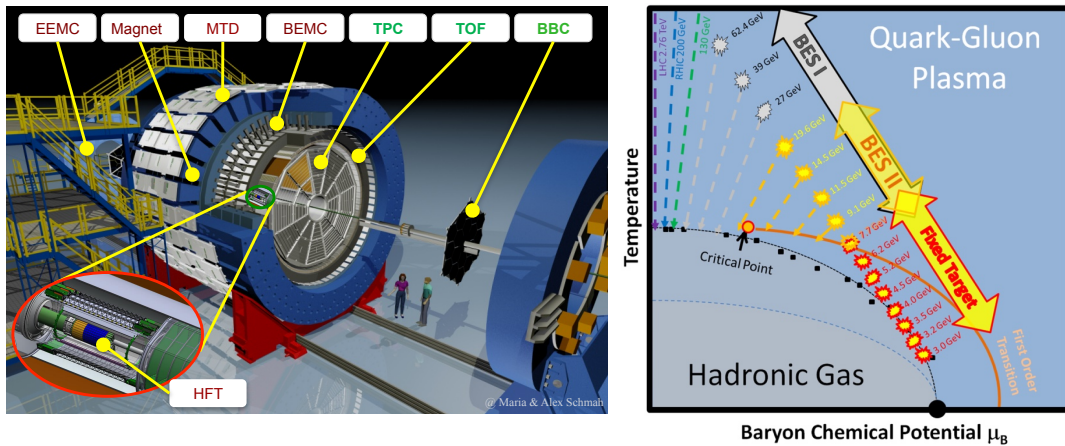 EEMC
Magnet
MTD
BEMC
TPC
TOF
BBC
HFT
@ Maria & Alex Schmah
Temperature
LHC 2.76 TeV
RHIC 200 GeV
130 GeV
62.4 GeV
39 GeV
27 GeV
19.6 GeV
14.5 GeV
11.5 GeV
9.1 GeV
7.7 GeV
6.2 GeV
5.2 GeV
4.5 GeV
4.0 GeV
3.5 GeV
3.2 GeV
3.0 GeV
BES I
BES II
Fixed Target
Quark-Gluon
Plasma
Critical Point
First Order
Transition
Hadronic Gas
Baryon Chemical Potential μB